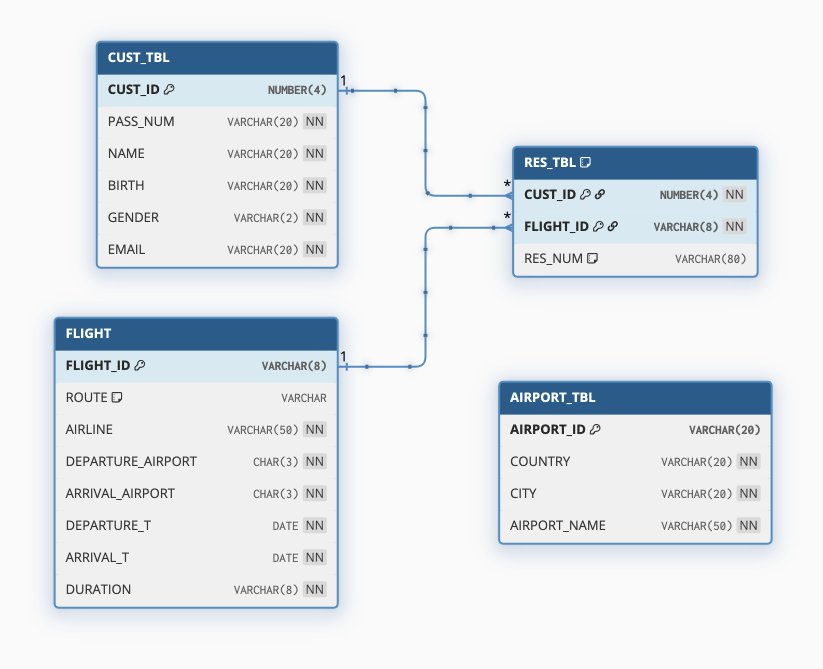 CUST_TBL
CUST_ID NUMBER(4)
PASS_NUM VARCHAR(20) NN
NAME VARCHAR(20) NN
BIRTH VARCHAR(20) NN
GENDER VARCHAR(2) NN
EMAIL VARCHAR(20) NN
1
RES_TBL
* CUST_ID NUMBER(4) NN
* FLIGHT_ID VARCHAR(8) NN
RES_NUM VARCHAR(80)
FLIGHT
FLIGHT_ID VARCHAR(8)
1
ROUTE VARCHAR
AIRLINE VARCHAR(50) NN
DEPARTURE_AIRPORT CHAR(3) NN
ARRIVAL_AIRPORT CHAR(3) NN
DEPARTURE_T DATE NN
ARRIVAL_T DATE NN
DURATION VARCHAR(8) NN
AIRPORT_TBL
AIRPORT_ID VARCHAR(20)
COUNTRY VARCHAR(20) NN
CITY VARCHAR(20) NN
AIRPORT_NAME VARCHAR(50) NN